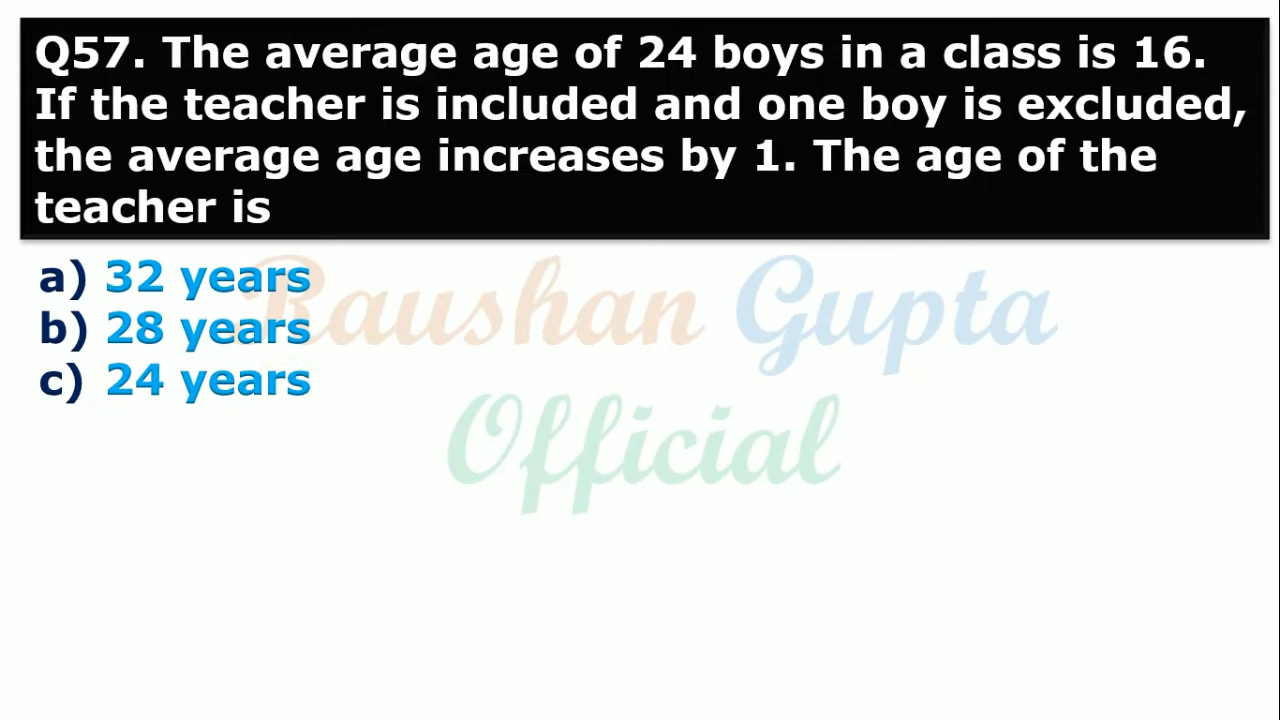 Q57. The average age of 24 boys in a class is 16.
If the teacher is included and one boy is excluded,
the average age increases by 1. The age of the
teacher is
a) 32 years
b) 28 years
c) 24 years
Raushan Gupta
Official